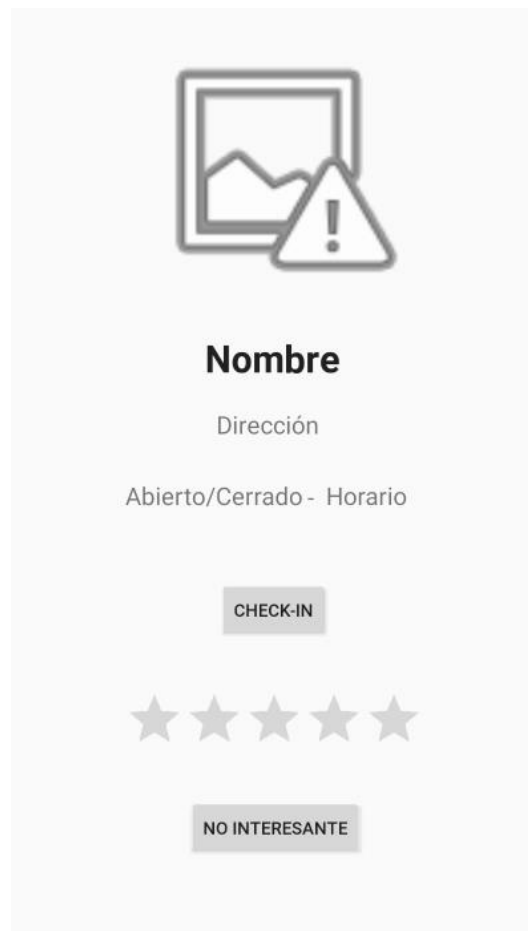 Nombre
Dirección
Abierto/Cerrado - Horario
CHECK-IN
NO INTERESANTE